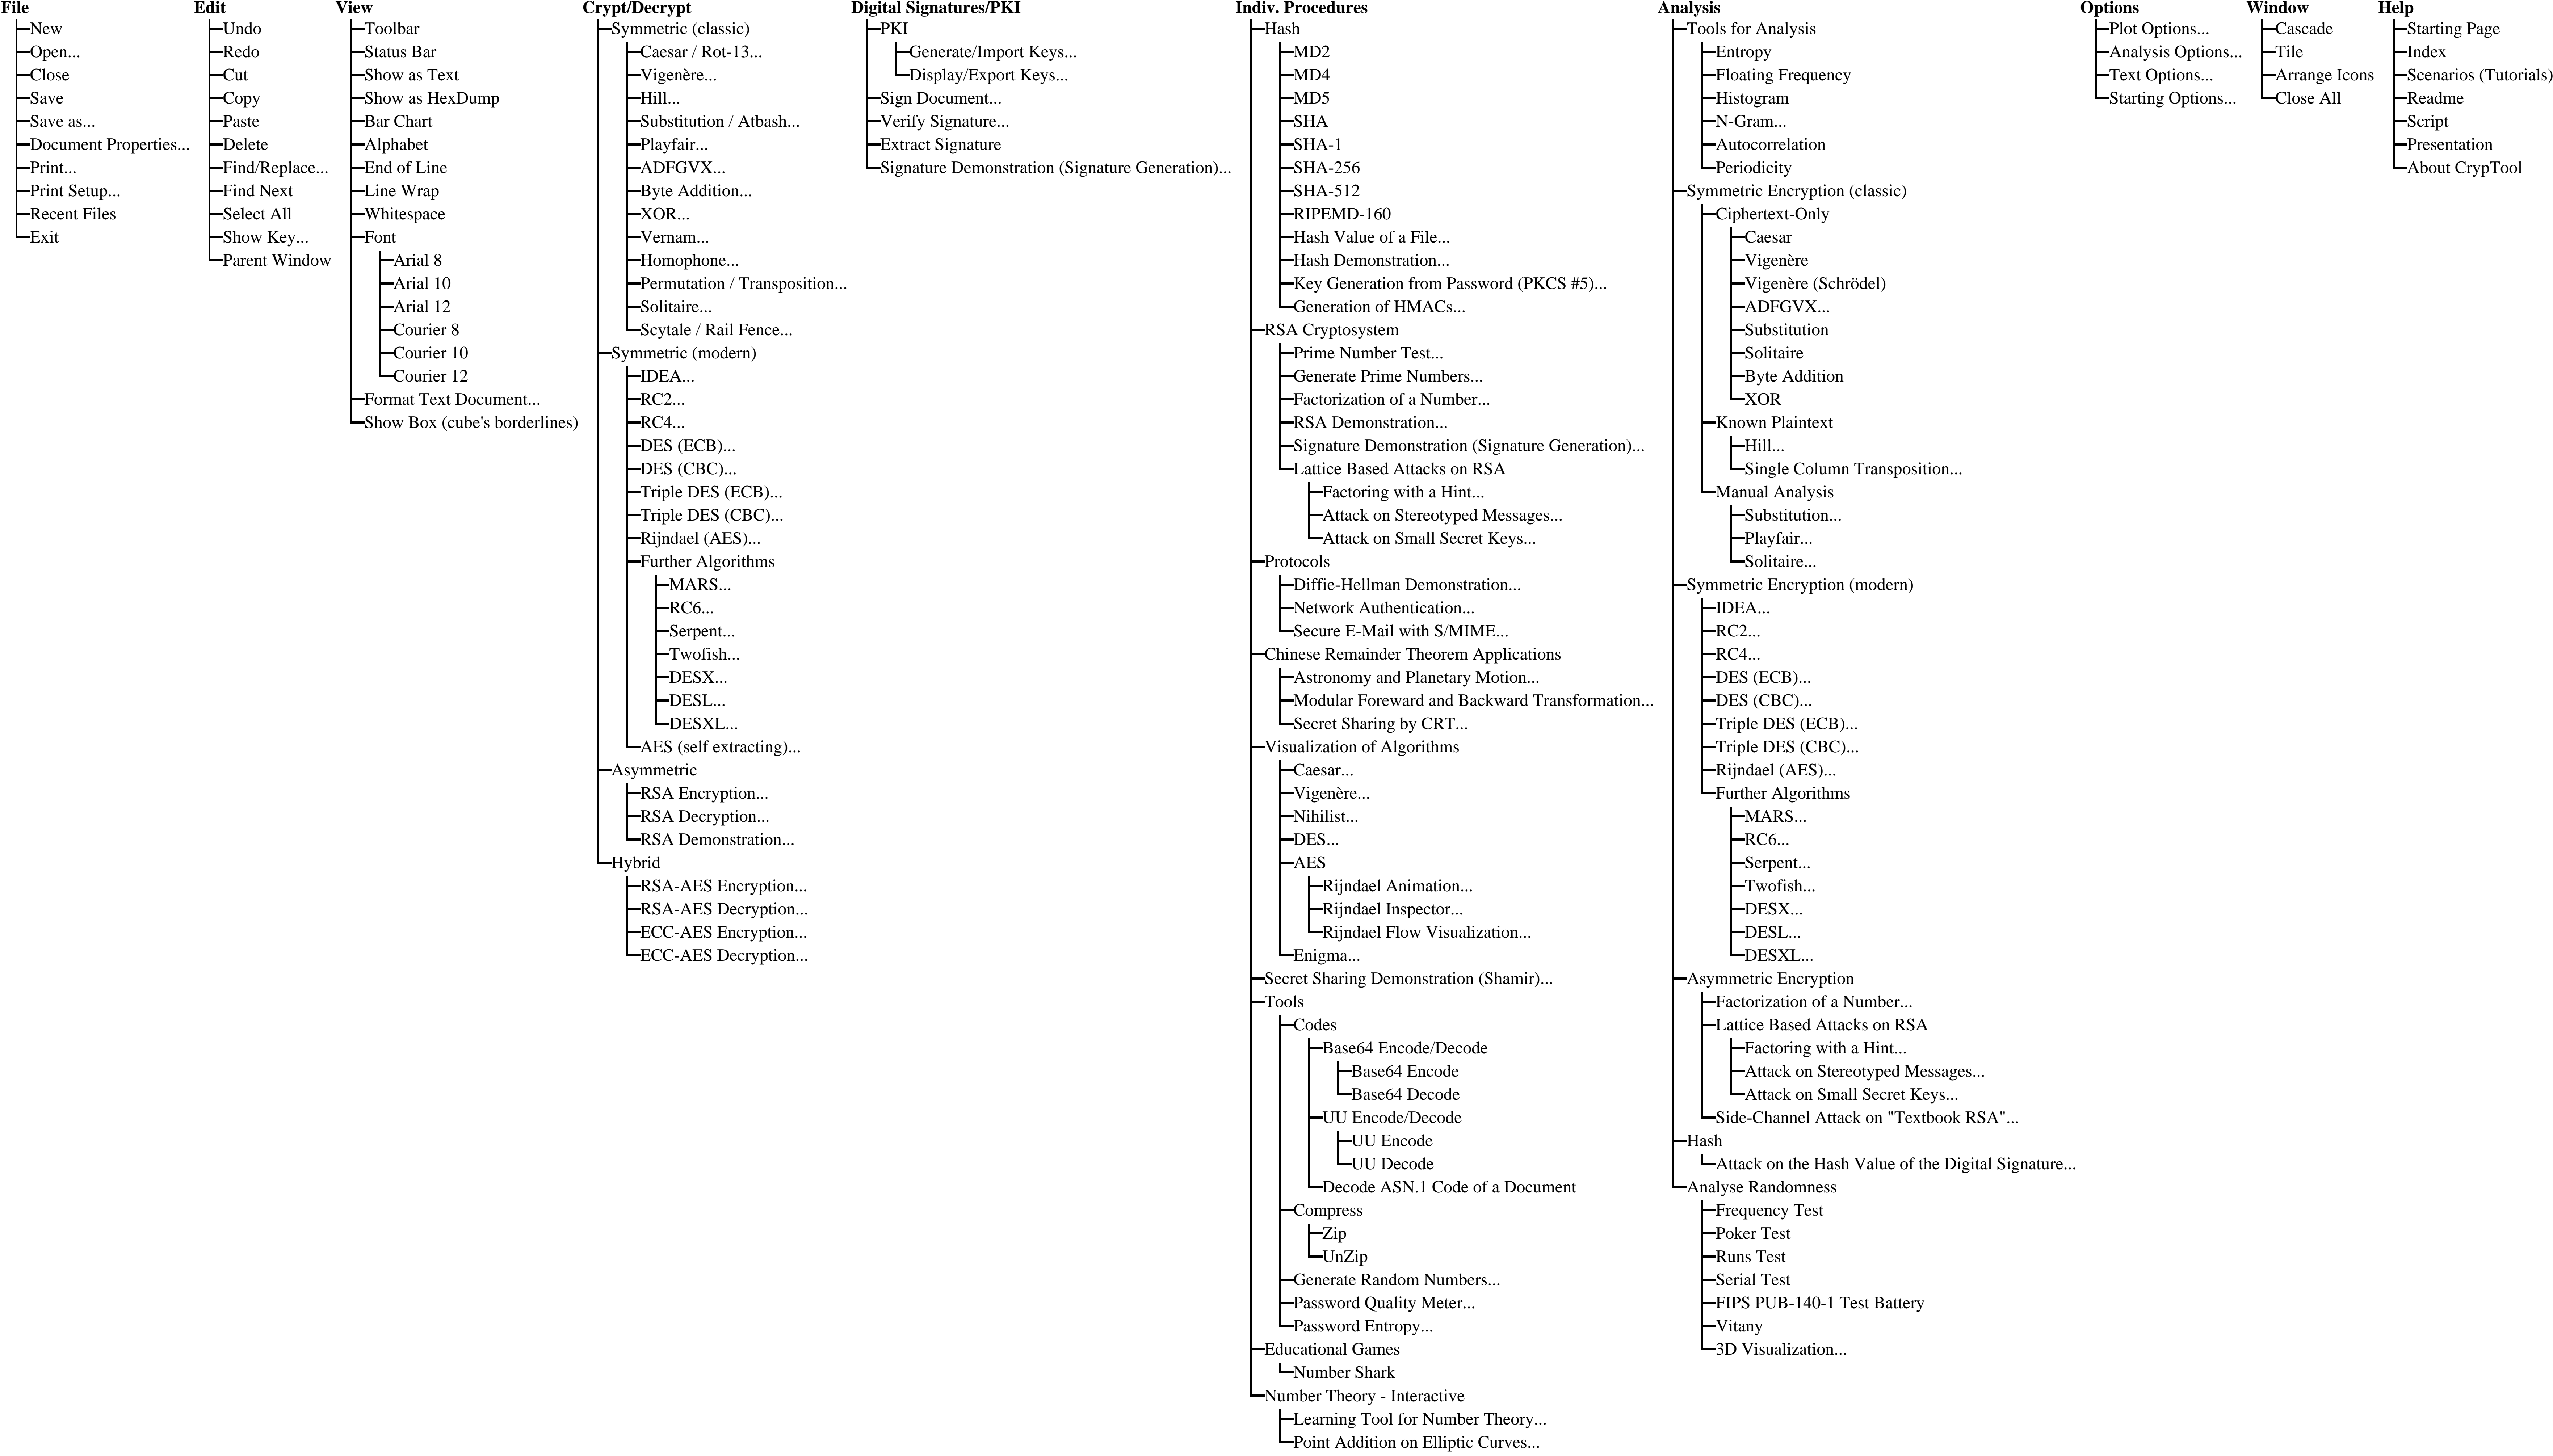 File
New
Open...
Close
Save
Save as...
Document Properties...
Print...
Print Setup...
Recent Files
Exit
Edit
Undo
Redo
Cut
Copy
Paste
Delete
Find/Replace...
Find Next
Select All
Show Key...
Parent Window
View
Toolbar
Status Bar
Show as Text
Show as HexDump
Bar Chart
Alphabet
End of Line
Line Wrap
Whitespace
Font
Arial 8
Arial 10
Arial 12
Courier 8
Courier 10
Courier 12
Format Text Document...
Show Box (cube's borderlines)
Crypt/Decrypt
Symmetric (classic)
Caesar / Rot-13...
Vigenère...
Hill...
Substitution / Atbash...
Playfair...
ADFGVX...
Byte Addition...
XOR...
Vernam...
Homophone...
Permutation / Transposition...
Solitaire...
Scytale / Rail Fence...
Symmetric (modern)
IDEA...
RC2...
RC4...
DES (ECB)...
DES (CBC)...
Triple DES (ECB)...
Triple DES (CBC)...
Rijndael (AES)...
Further Algorithms
MARS...
RC6...
Serpent...
Twofish...
DESX...
DESL...
DESXL...
AES (self extracting)...
Asymmetric
RSA Encryption...
RSA Decryption...
RSA Demonstration...
Hybrid
RSA-AES Encryption...
RSA-AES Decryption...
ECC-AES Encryption...
ECC-AES Decryption...
Digital Signatures/PKI
PKI
Generate/Import Keys...
Display/Export Keys...
Sign Document...
Verify Signature...
Extract Signature
Signature Demonstration (Signature Generation)...
Indiv. Procedures
Hash
MD2
MD4
MD5
SHA
SHA-1
SHA-256
SHA-512
RIPEMD-160
Hash Value of a File...
Hash Demonstration...
Key Generation from Password (PKCS #5)...
Generation of HMACs...
RSA Cryptosystem
Prime Number Test...
Generate Prime Numbers...
Factorization of a Number...
RSA Demonstration...
Signature Demonstration (Signature Generation)...
Lattice Based Attacks on RSA
Factoring with a Hint...
Attack on Stereotyped Messages...
Attack on Small Secret Keys...
Protocols
Diffie-Hellman Demonstration...
Network Authentication...
Secure E-Mail with S/MIME...
Chinese Remainder Theorem Applications
Astronomy and Planetary Motion...
Modular Foreward and Backward Transformation...
Secret Sharing by CRT...
Visualization of Algorithms
Caesar...
Vigenère...
Nihilist...
DES...
AES
Rijndael Animation...
Rijndael Inspector...
Rijndael Flow Visualization...
Enigma...
Secret Sharing Demonstration (Shamir)...
Tools
Codes
Base64 Encode/Decode
Base64 Encode
Base64 Decode
UU Encode/Decode
UU Encode
UU Decode
Decode ASN.1 Code of a Document
Compress
Zip
UnZip
Generate Random Numbers...
Password Quality Meter...
Password Entropy...
Educational Games
Number Shark
Number Theory - Interactive
Learning Tool for Number Theory...
Point Addition on Elliptic Curves...
Analysis
Tools for Analysis
Entropy
Floating Frequency
Histogram
N-Gram...
Autocorrelation
Periodicity
Symmetric Encryption (classic)
Ciphertext-Only
Caesar
Vigenère
Vigenère (Schrödel)
ADFGVX...
Substitution
Solitaire
Byte Addition
XOR
Known Plaintext
Hill...
Single Column Transposition...
Manual Analysis
Substitution...
Playfair...
Solitaire...
Symmetric Encryption (modern)
IDEA...
RC2...
RC4...
DES (ECB)...
DES (CBC)...
Triple DES (ECB)...
Triple DES (CBC)...
Rijndael (AES)...
Further Algorithms
MARS...
RC6...
Serpent...
Twofish...
DESX...
DESL...
DESXL...
Asymmetric Encryption
Factorization of a Number...
Lattice Based Attacks on RSA
Factoring with a Hint...
Attack on Stereotyped Messages...
Attack on Small Secret Keys...
Side-Channel Attack on "Textbook RSA"...
Hash
Attack on the Hash Value of the Digital Signature...
Analyse Randomness
Frequency Test
Poker Test
Runs Test
Serial Test
FIPS PUB-140-1 Test Battery
Vitany
3D Visualization...
Options
Plot Options...
Analysis Options...
Text Options...
Starting Options...
Window
Cascade
Tile
Arrange Icons
Close All
Help
Starting Page
Index
Scenarios (Tutorials)
Readme
Script
Presentation
About CrypTool